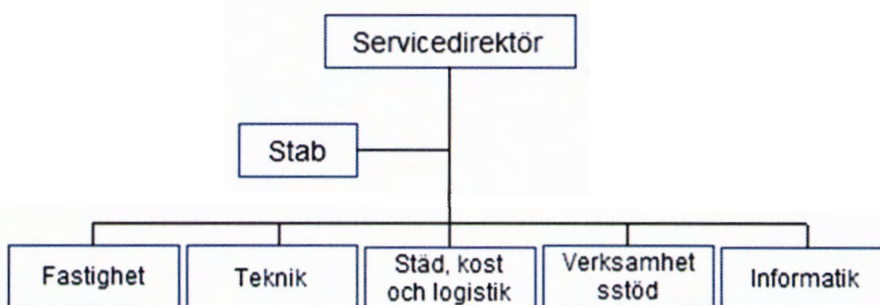 Servicedirektör
Stab
Fastighet
Teknik
Städ, kost
och logistik
Verksamhet
sstöd
Informatik